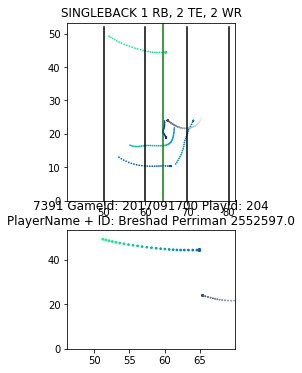 SINGLEBACK 1 RB, 2 TE, 2 WR
50
40
30
20
10
0
50 60 70 80
7391 GameId: 2017091700 PlayId: 204
PlayerName + ID: Breshad Perriman 2552597.0
40
20
0
50 55 60 65